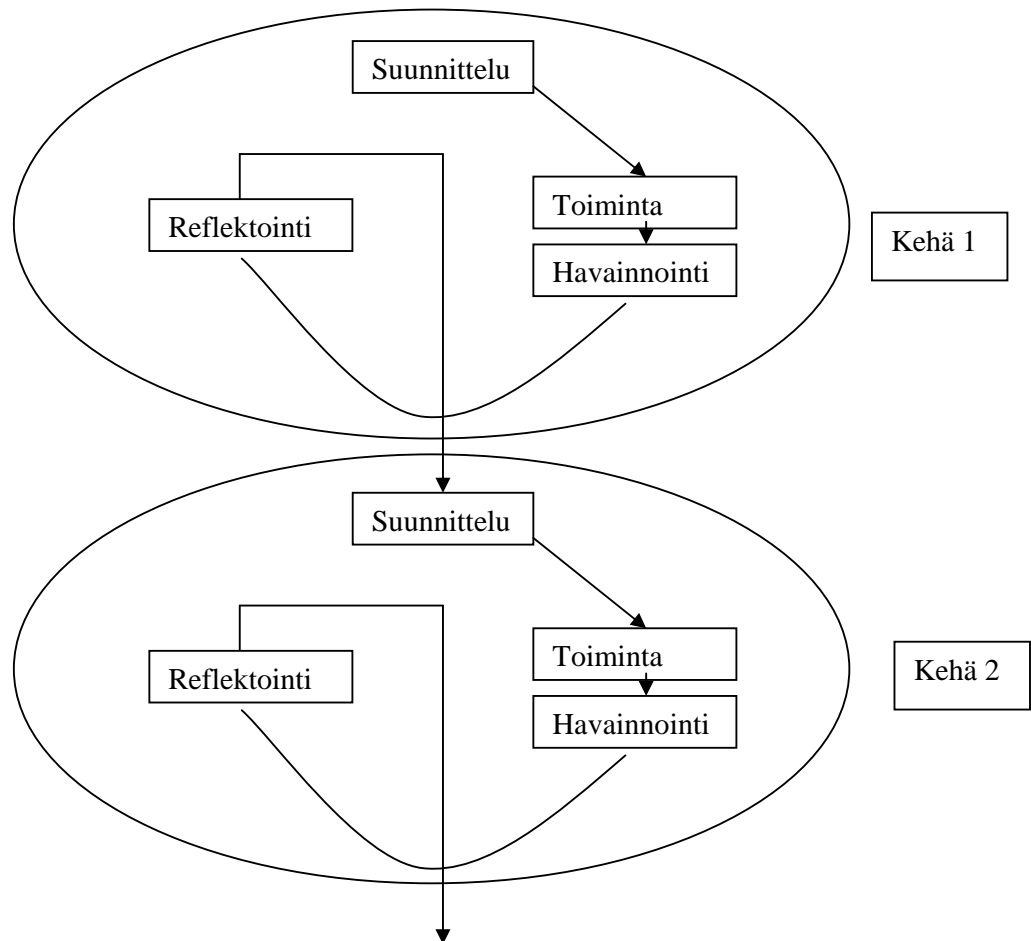 Suunnittelu
Toiminta
Reflektointi
Kehä 1
Havainnointi
Suunnittelu
Toiminta
Kehä 2
Reflektointi
Havainnointi